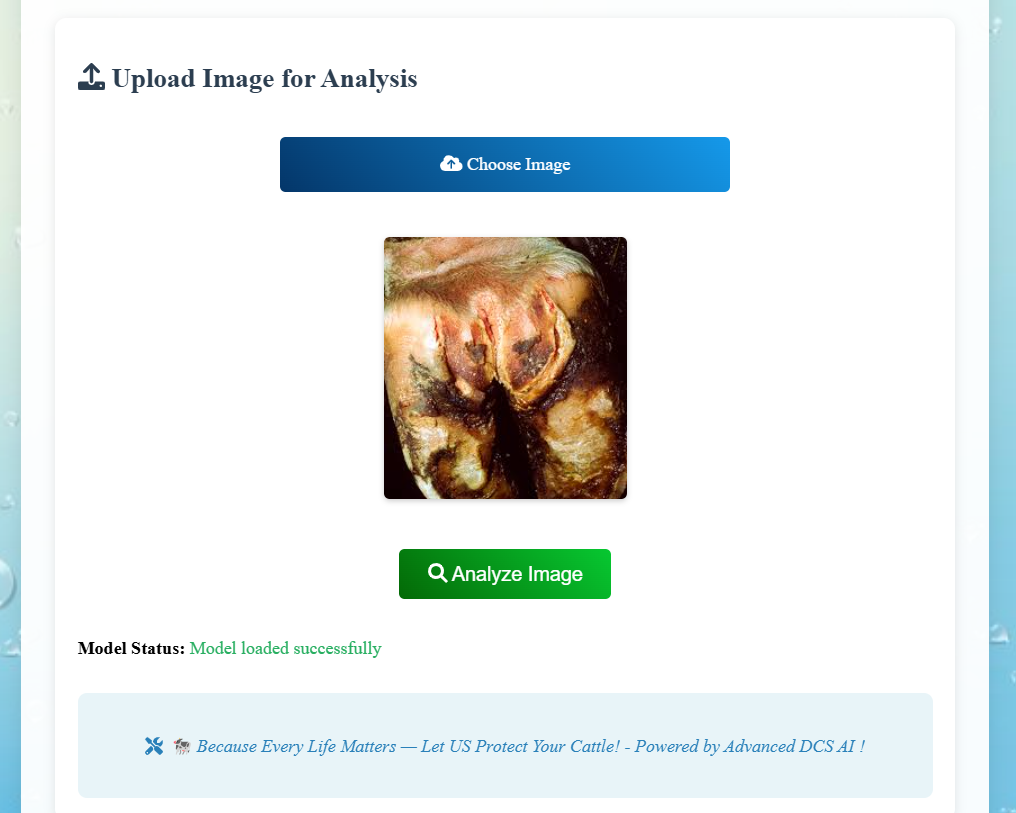 Upload Image for Analysis
Choose Image
Analyze Image
Model Status: Model loaded successfully
Because Every Life Matters — Let US Protect Your Cattle! - Powered by Advanced DCS AI !